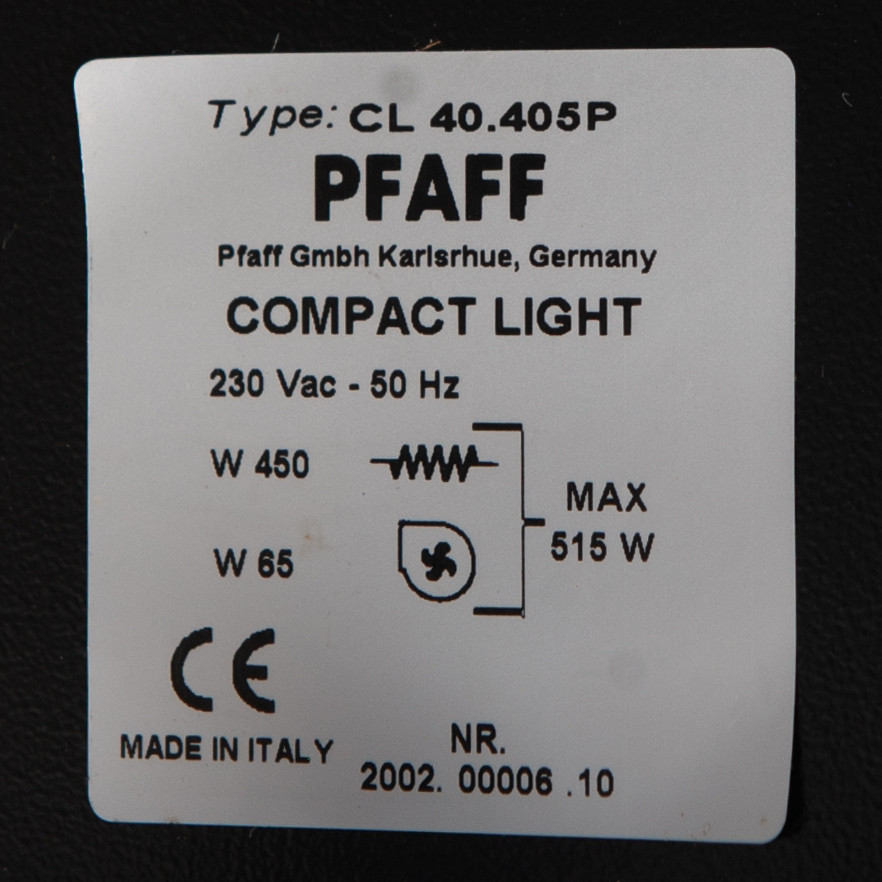 Type: CL 40.405P
PFAFF
Pfaff Gmbh Karlsrhue, Germany
COMPACT LIGHT
230 Vac - 50 Hz
W 450
MAX
515 W
W 65
CE
MADE IN ITALY
NR.
2002. 00006 .10